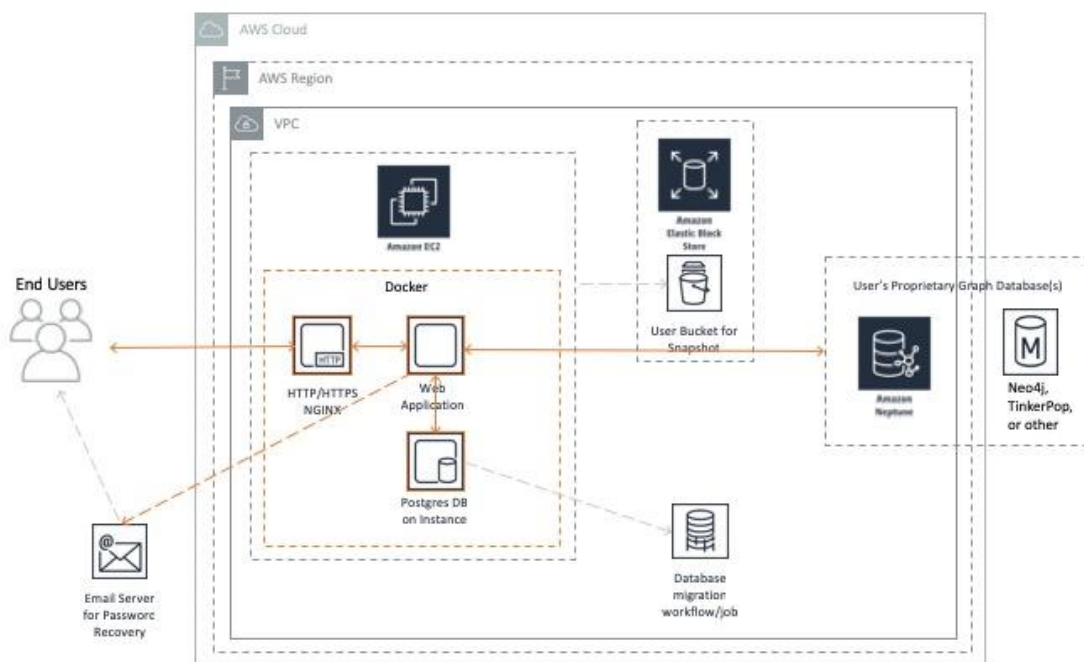 AWS Cloud
AWS Region
VPC
Amazon EC2
Amazon
Elastic Block
Store
User Bucket for
Snapshot
End Users
Docker
HTTP
HTTP/HTTPS
NGINX
Web
Application
Postgres DB
on Instance
User's Proprietary Graph Database(s)
Amazon
Neptune
M
Neo4j,
TinkerPop,
or other
@
Email Server
for Password
Recovery
Database
migration
workflow/job